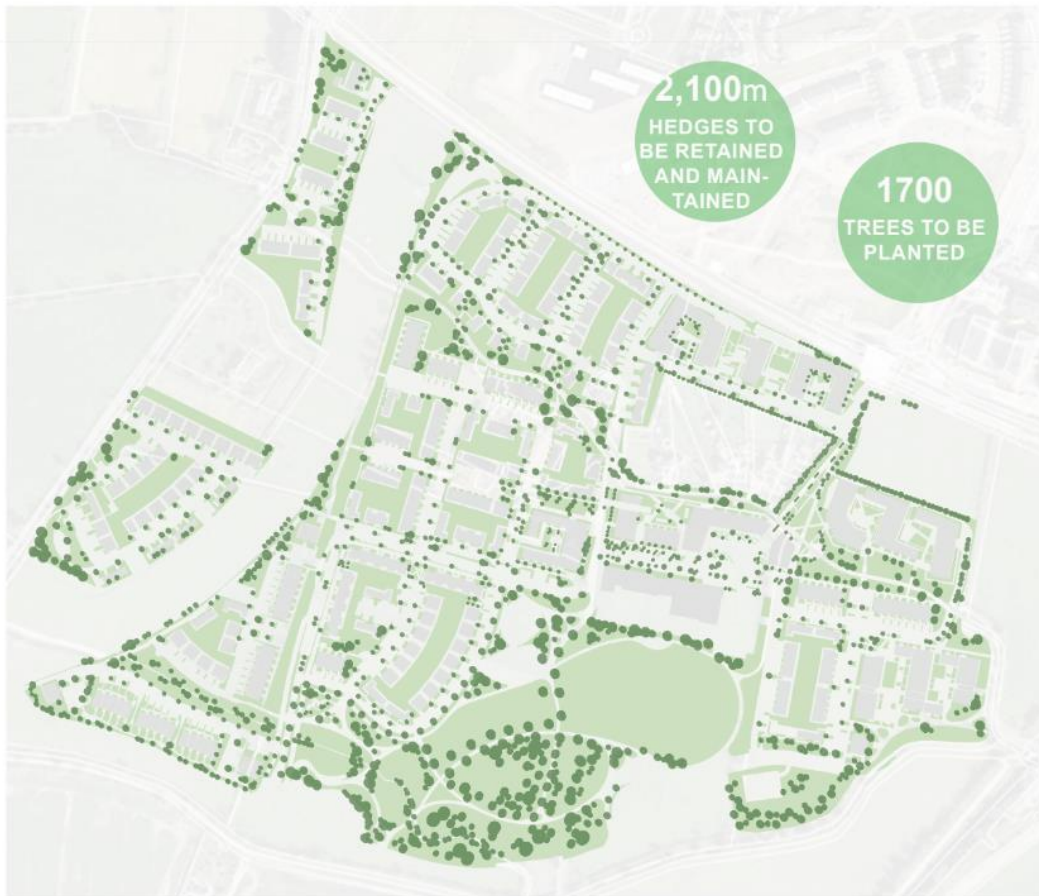 2,100m
HEDGES TO
BE RETAINED
AND MAIN-
TAINED
1700
TREES TO BE
PLANTED